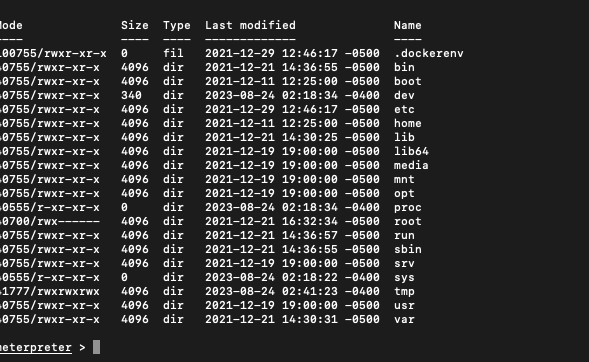 Mode Size Type Last modified Name
---- ---- ---- ------------- ----
100755/rwxr-xr-x 0 fil 2021-12-29 12:46:17 -0500 .dockerenv
40755/rwxr-xr-x 4096 dir 2021-12-21 14:36:55 -0500 bin
40755/rwxr-xr-x 4096 dir 2021-12-11 12:25:00 -0500 boot
40755/rwxr-xr-x 340 dir 2023-08-24 02:18:34 -0400 dev
40755/rwxr-xr-x 4096 dir 2021-12-29 12:46:17 -0500 etc
40755/rwxr-xr-x 4096 dir 2021-12-11 12:25:00 -0500 home
40755/rwxr-xr-x 4096 dir 2021-12-21 14:30:25 -0500 lib
40755/rwxr-xr-x 4096 dir 2021-12-19 19:00:00 -0500 lib64
40755/rwxr-xr-x 4096 dir 2021-12-19 19:00:00 -0500 media
40755/rwxr-xr-x 4096 dir 2021-12-19 19:00:00 -0500 mnt
40755/rwxr-xr-x 4096 dir 2021-12-19 19:00:00 -0500 opt
40555/r-xr-xr-x 0 dir 2023-08-24 02:18:34 -0400 proc
40700/rwx------ 4096 dir 2021-12-21 16:32:34 -0500 root
40755/rwxr-xr-x 4096 dir 2021-12-21 14:36:57 -0500 run
40755/rwxr-xr-x 4096 dir 2021-12-21 14:36:55 -0500 sbin
40755/rwxr-xr-x 4096 dir 2021-12-19 19:00:00 -0500 srv
40555/r-xr-xr-x 0 dir 2023-08-24 02:18:22 -0400 sys
41777/rwxrwxrwx 4096 dir 2023-08-24 02:41:23 -0400 tmp
40755/rwxr-xr-x 4096 dir 2021-12-19 19:00:00 -0500 usr
40755/rwxr-xr-x 4096 dir 2021-12-21 14:30:31 -0500 var
meterpreter >